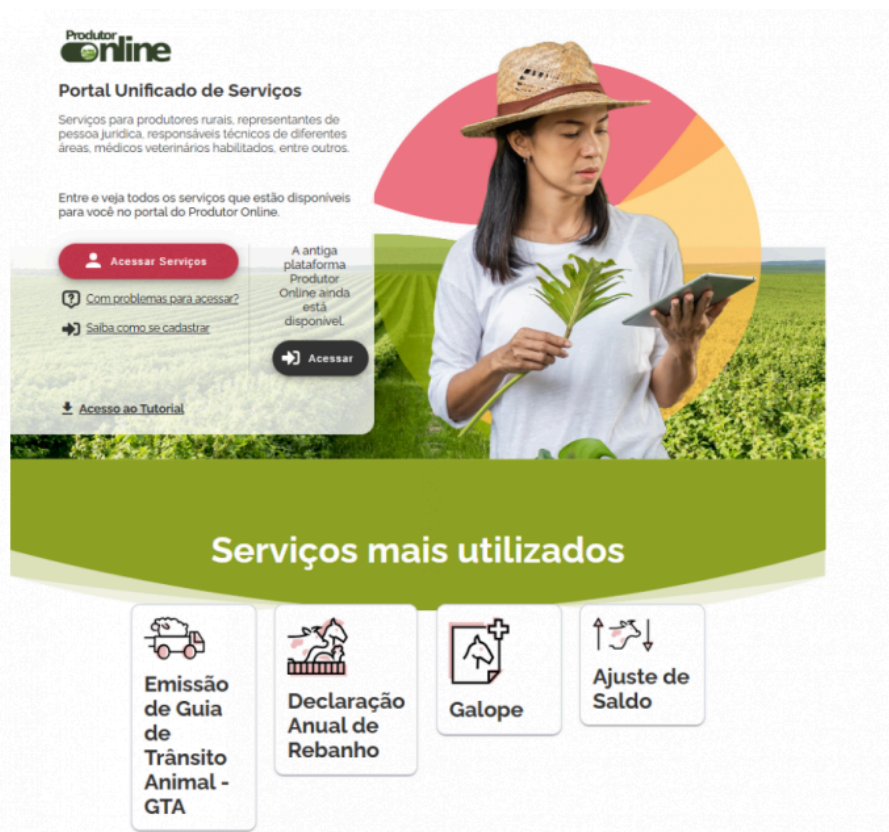 Produtor
Online
Portal Unificado de Serviços
Serviços para produtores rurais, representantes de
pessoa jurídica, responsáveis técnicos de diferentes
áreas, médicos veterinários habilitados, entre outros.
Entre e veja todos os serviços que estão disponíveis
para você no portal do Produtor Online.
Acessar Serviços
Com problemas para acessar?
Saiba como se cadastrar
A antiga
plataforma
Produtor
Online ainda
está
disponível.
Acessar
Acesso ao Tutorial
Serviços mais utilizados
Emissão
de Guia
de
Trânsito
Animal -
GTA
Declaração
Anual de
Rebanho
Galope
Ajuste de
Saldo